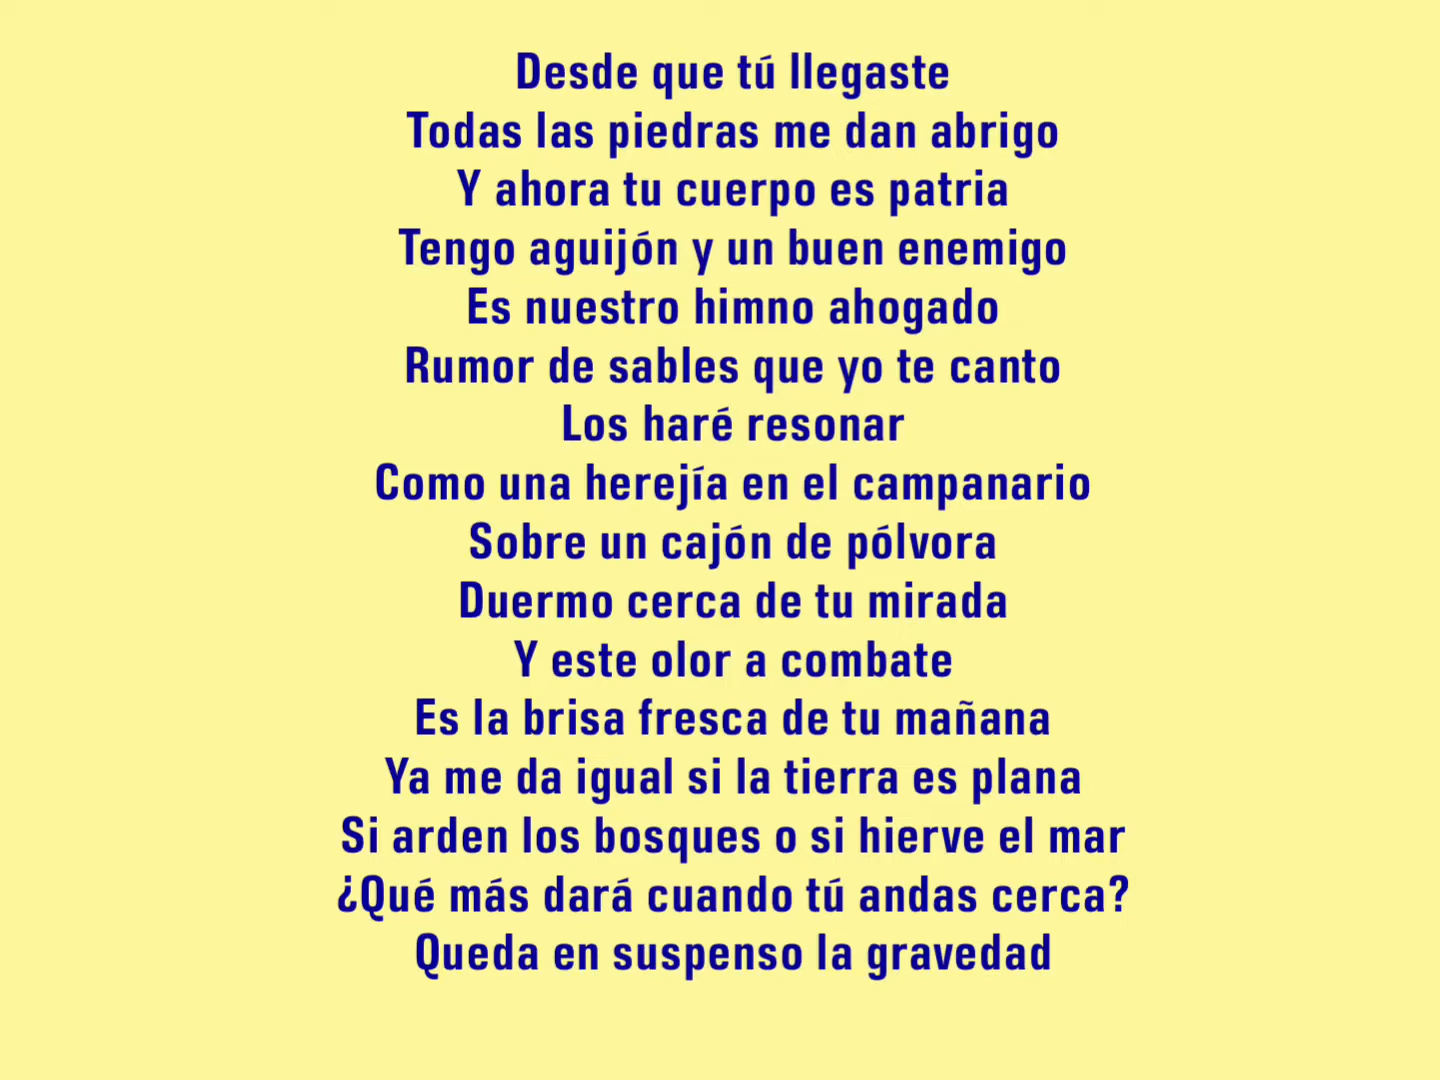 Desde que tú llegaste
Todas las piedras me dan abrigo
Y ahora tu cuerpo es patria
Tengo aguijón y un buen enemigo
Es nuestro himno ahogado
Rumor de sables que yo te canto
Los haré resonar
Como una herejía en el campanario
Sobre un cajón de pólvora
Duermo cerca de tu mirada
Y este olor a combate
Es la brisa fresca de tu mañana
Ya me da igual si la tierra es plana
Si arden los bosques o si hierve el mar
¿Qué más dará cuando tú andas cerca?
Queda en suspenso la gravedad